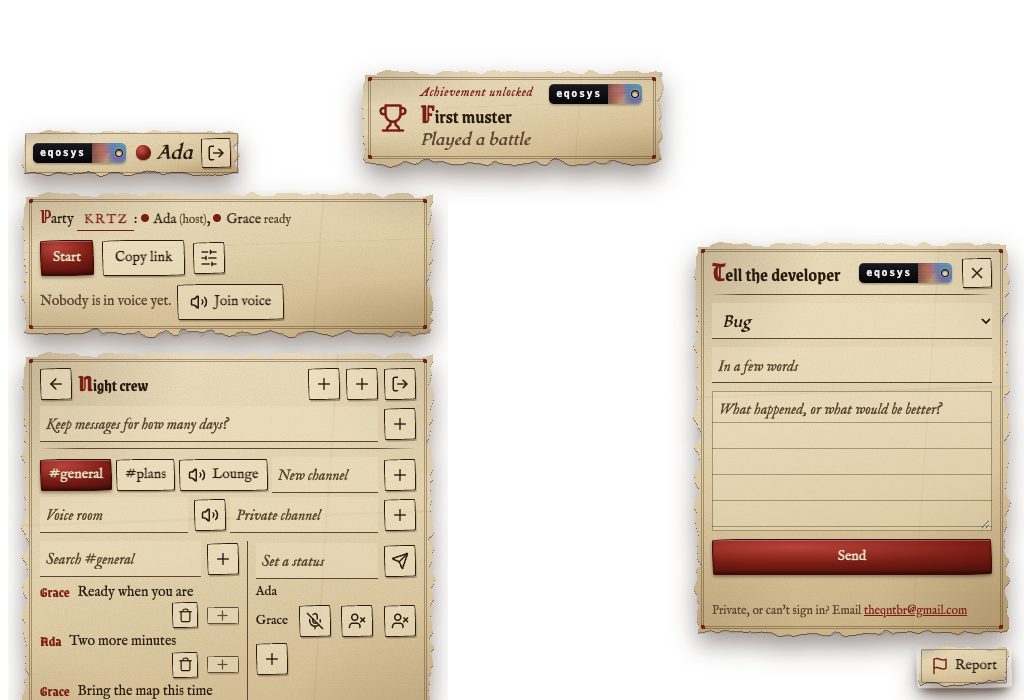 Achievement unlocked eqosys
First muster
Played a battle
eqosys Ada
Party KRTZ : Ada (host), Grace ready
Start Copy link
Nobody is in voice yet. Join voice
Night crew
Keep messages for how many days?
#general #plans Lounge New channel
Voice room Private channel
Search #general
Grace Ready when you are
Ada Two more minutes
Grace Bring the map this time
Set a status
Ada
Grace
Tell the developer eqosys
Bug
In a few words
What happened, or what would be better?
Send
Private, or can't sign in? Email theqntbr@gmail.com
Report